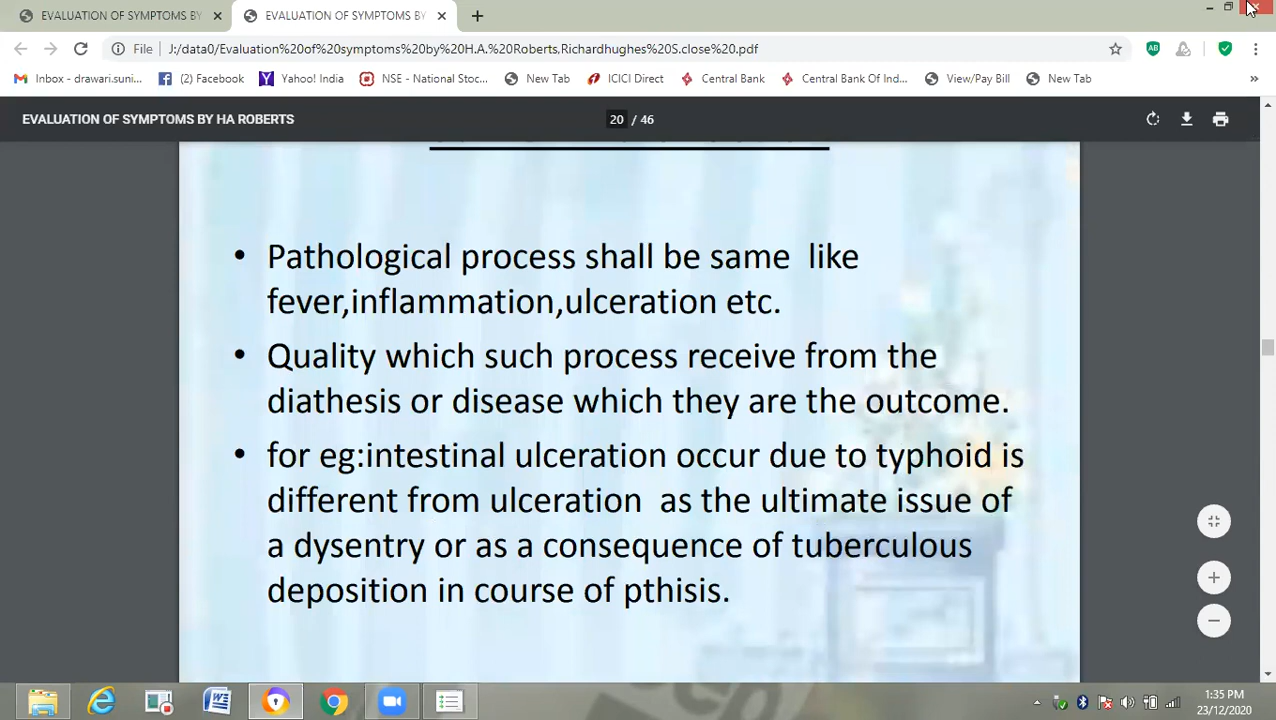 EVALUATION OF SYMPTOMS BY
EVALUATION OF SYMPTOMS BY
File J:/data0/Evaluation%20of%20symptoms%20by%20H.A.%20Roberts,Richardhughes%20S.close%20.pdf
Inbox - drawari.suni...
(2) Facebook
Yahoo! India
NSE - National Stoc...
New Tab
ICICI Direct
Central Bank
Central Bank Of Ind...
View/Pay Bill
New Tab
EVALUATION OF SYMPTOMS BY HA ROBERTS
20 / 46
• Pathological process shall be same like
fever,inflammation,ulceration etc.
• Quality which such process receive from the
diathesis or disease which they are the outcome.
• for eg:intestinal ulceration occur due to typhoid is
different from ulceration as the ultimate issue of
a dysentry or as a consequence of tuberculous
deposition in course of pthisis.
1:35 PM
23/12/2020